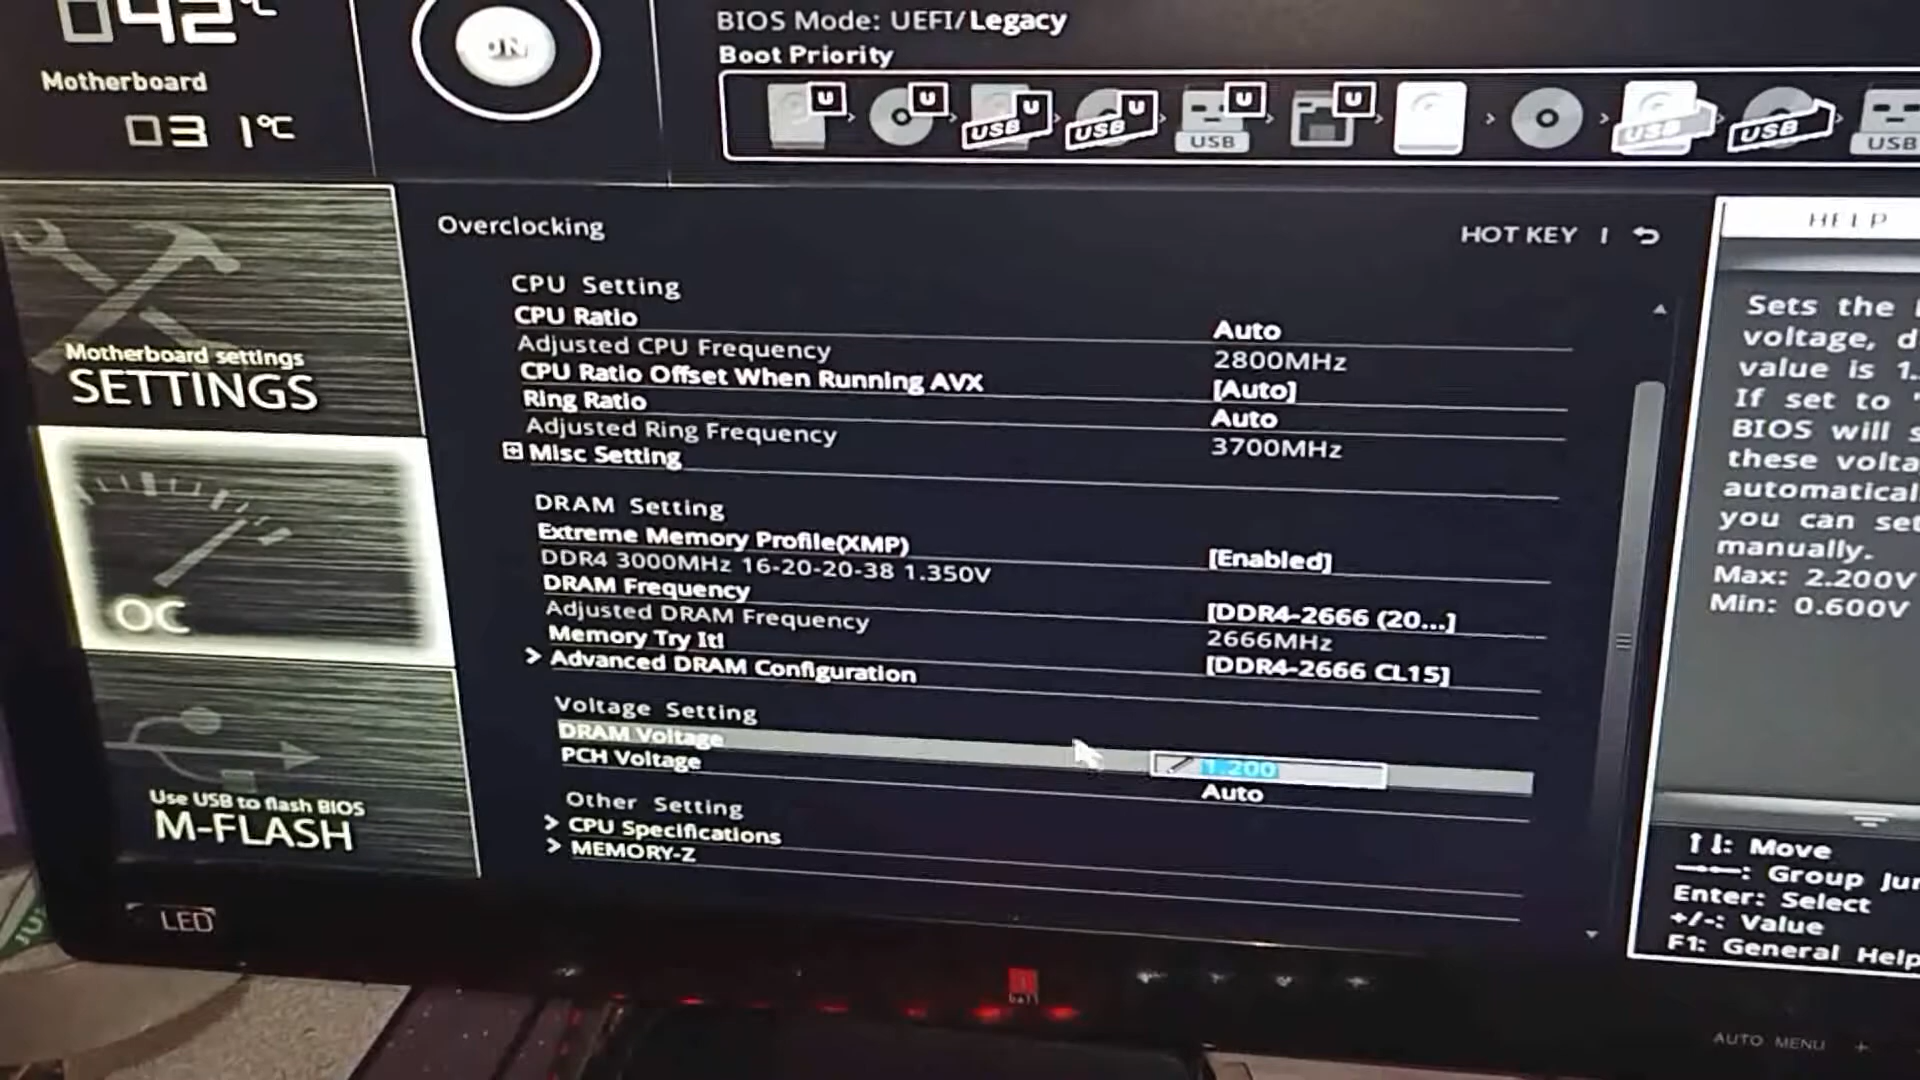 042℃
Motherboard
031℃
ON
BIOS Mode: UEFI/Legacy
Boot Priority
U
U
U
U
U
U
USB
USB
USB
USB
USB
USB
Motherboard settings
SETTINGS
OC
Use USB to flash BIOS
M-FLASH
Overclocking
HOT KEY
CPU Setting
CPU Ratio Auto
Adjusted CPU Frequency 2800MHz
CPU Ratio Offset When Running AVX [Auto]
Ring Ratio Auto
Adjusted Ring Frequency 3700MHz
Misc Setting
DRAM Setting
Extreme Memory Profile(XMP) [Enabled]
DDR4 3000MHz 16-20-20-38 1.350V
DRAM Frequency [DDR4-2666 (20...]
Adjusted DRAM Frequency 2666MHz
Memory Try It! [DDR4-2666 CL15]
> Advanced DRAM Configuration
Voltage Setting
DRAM Voltage 1.200
PCH Voltage Auto
Other Setting
> CPU Specifications
> MEMORY-Z
HELP
Sets the
voltage, d
value is 1.
If set to "
BIOS will s
these volta
automatical
you can set
manually.
Max: 2.200V
Min: 0.600V
↑↓: Move
: Group Jum
Enter: Select
+/-: Value
F1: General Help
LED
ball
AUTO MENU +